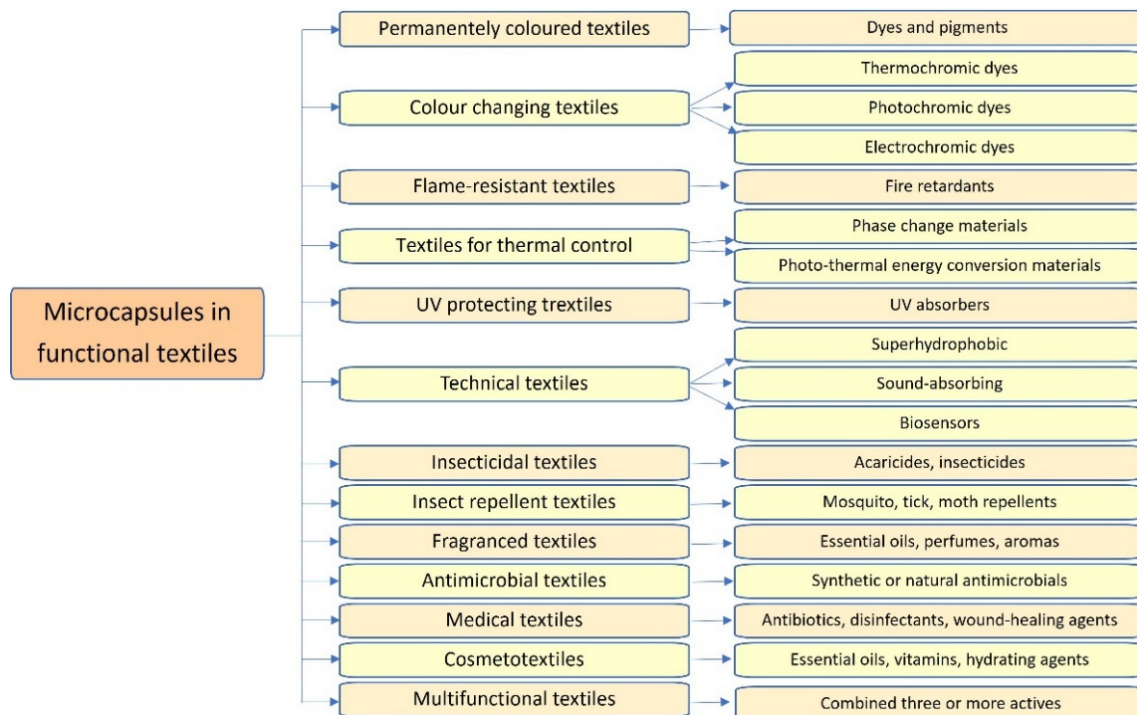 Microcapsules in
functional textiles
Permanently coloured textiles
Dyes and pigments
Colour changing textiles
Thermochromic dyes
Photochromic dyes
Electrochromic dyes
Flame-resistant textiles
Fire retardants
Textiles for thermal control
Phase change materials
Photo-thermal energy conversion materials
UV protecting trextiles
UV absorbers
Technical textiles
Superhydrophobic
Sound-absorbing
Biosensors
Insecticidal textiles
Acaricides, insecticides
Insect repellent textiles
Mosquito, tick, moth repellents
Fragranced textiles
Essential oils, perfumes, aromas
Antimicrobial textiles
Synthetic or natural antimicrobials
Medical textiles
Antibiotics, disinfectants, wound-healing agents
Cosmetotextiles
Essential oils, vitamins, hydrating agents
Multifunctional textiles
Combined three or more actives